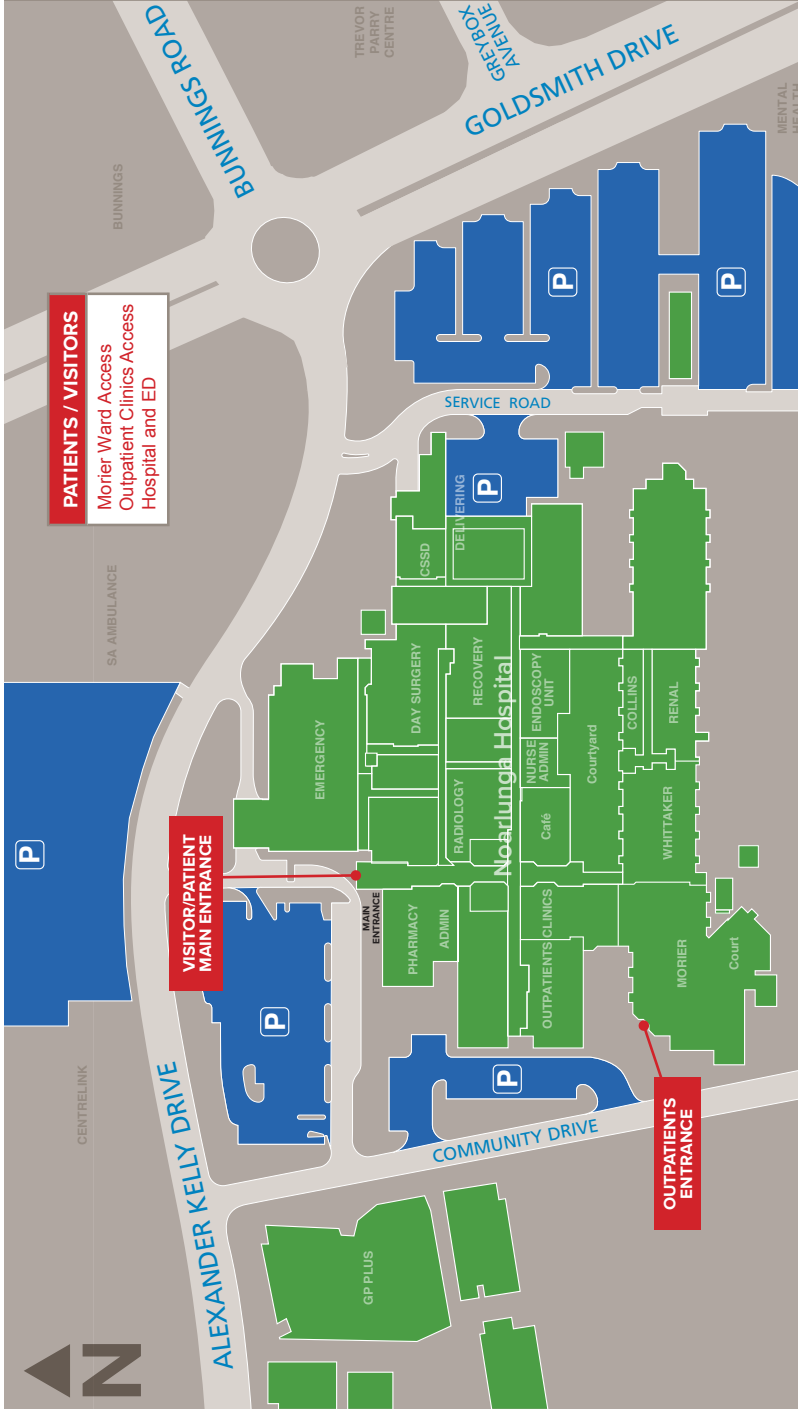 BUNNINGS ROAD
TREVOR
PARRY
CENTRE
GREYBOX
AVENUE
GOLDSMITH DRIVE
MENTAL
HEALTH
BUNNINGS
PATIENTS / VISITORS
Morier Ward Access
Outpatient Clinics Access
Hospital and ED
P
P
SERVICE ROAD
SA AMBULANCE
DELIVERING
P
CSSD
EMERGENCY
DAY SURGERY
RECOVERY
Noarlunga Hospital
ENDOSCOPY
UNIT
COLLINS
RENAL
NURSE
ADMIN
Courtyard
RADIOLOGY
Café
WHITTAKER
P
VISITOR/PATIENT
MAIN ENTRANCE
MAIN
ENTRANCE
PHARMACY
ADMIN
OUTPATIENTS CLINICS
MORIER
Court
P
P
CENTRELINK
ALEXANDER KELLY DRIVE
COMMUNITY DRIVE
OUTPATIENTS
ENTRANCE
GP PLUS
N